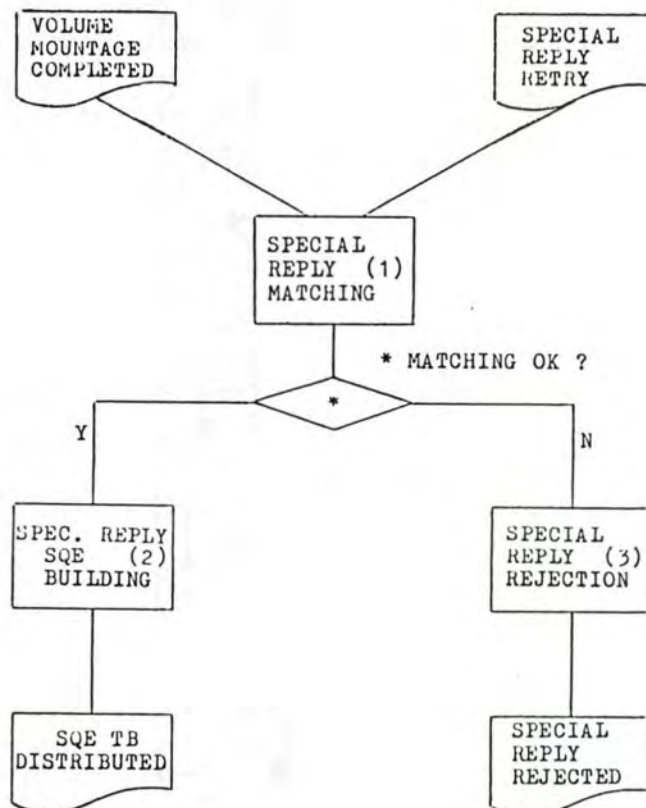 VOLUME
MOUNTAGE
COMPLETED
SPECIAL
REPLY
RETRY
SPECIAL
REPLY (1)
MATCHING
* MATCHING OK ?
*
Y
N
SPEC. REPLY
SQE (2)
BUILDING
SPECIAL
REPLY (3)
REJECTION
SQE TB
DISTRIBUTED
SPECIAL
REPLY
REJECTED